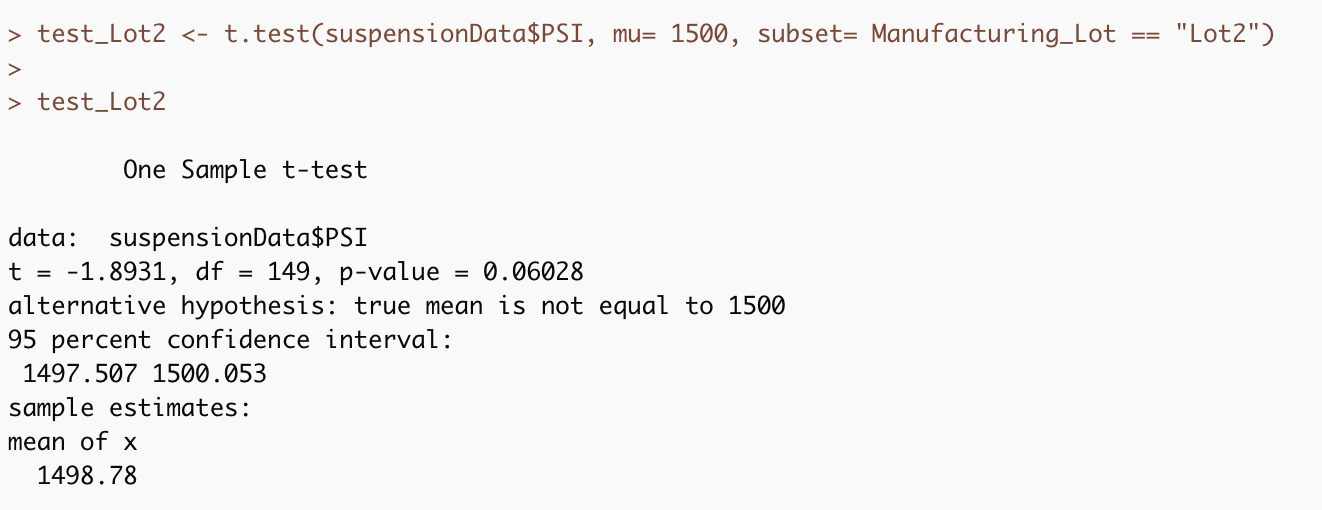 > test_Lot2 <- t.test(suspensionData$PSI, mu= 1500, subset= Manufacturing_Lot == "Lot2")
>
> test_Lot2
One Sample t-test
data:  suspensionData$PSI
t = -1.8931, df = 149, p-value = 0.06028
alternative hypothesis: true mean is not equal to 1500
95 percent confidence interval:
1497.507 1500.053
sample estimates:
mean of x
1498.78